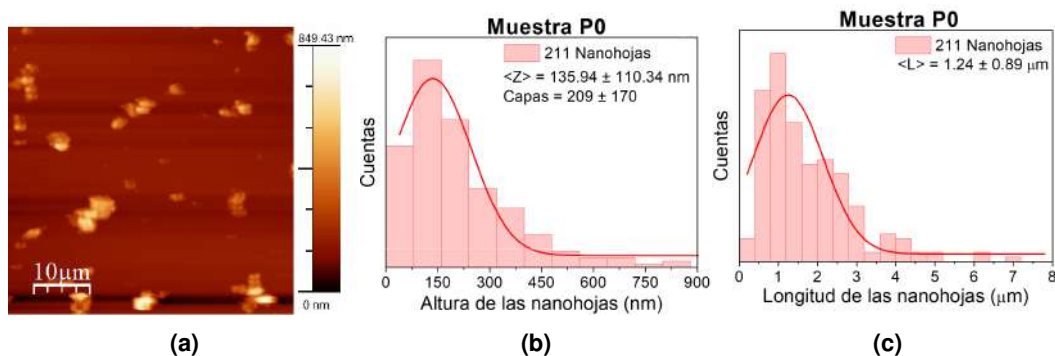 849.43 nm
10μm
0 nm
(a)
Muestra P0
211 Nanohojas
<Z> = 135.94 ± 110.34 nm
Capas = 209 ± 170
Cuentas
0 150 300 450 600 750 900
Altura de las nanohojas (nm)
(b)
Muestra P0
211 Nanohojas
<L> = 1.24 ± 0.89 μm
Cuentas
0 1 2 3 4 5 6 7 8
Longitud de las nanohojas (μm)
(c)